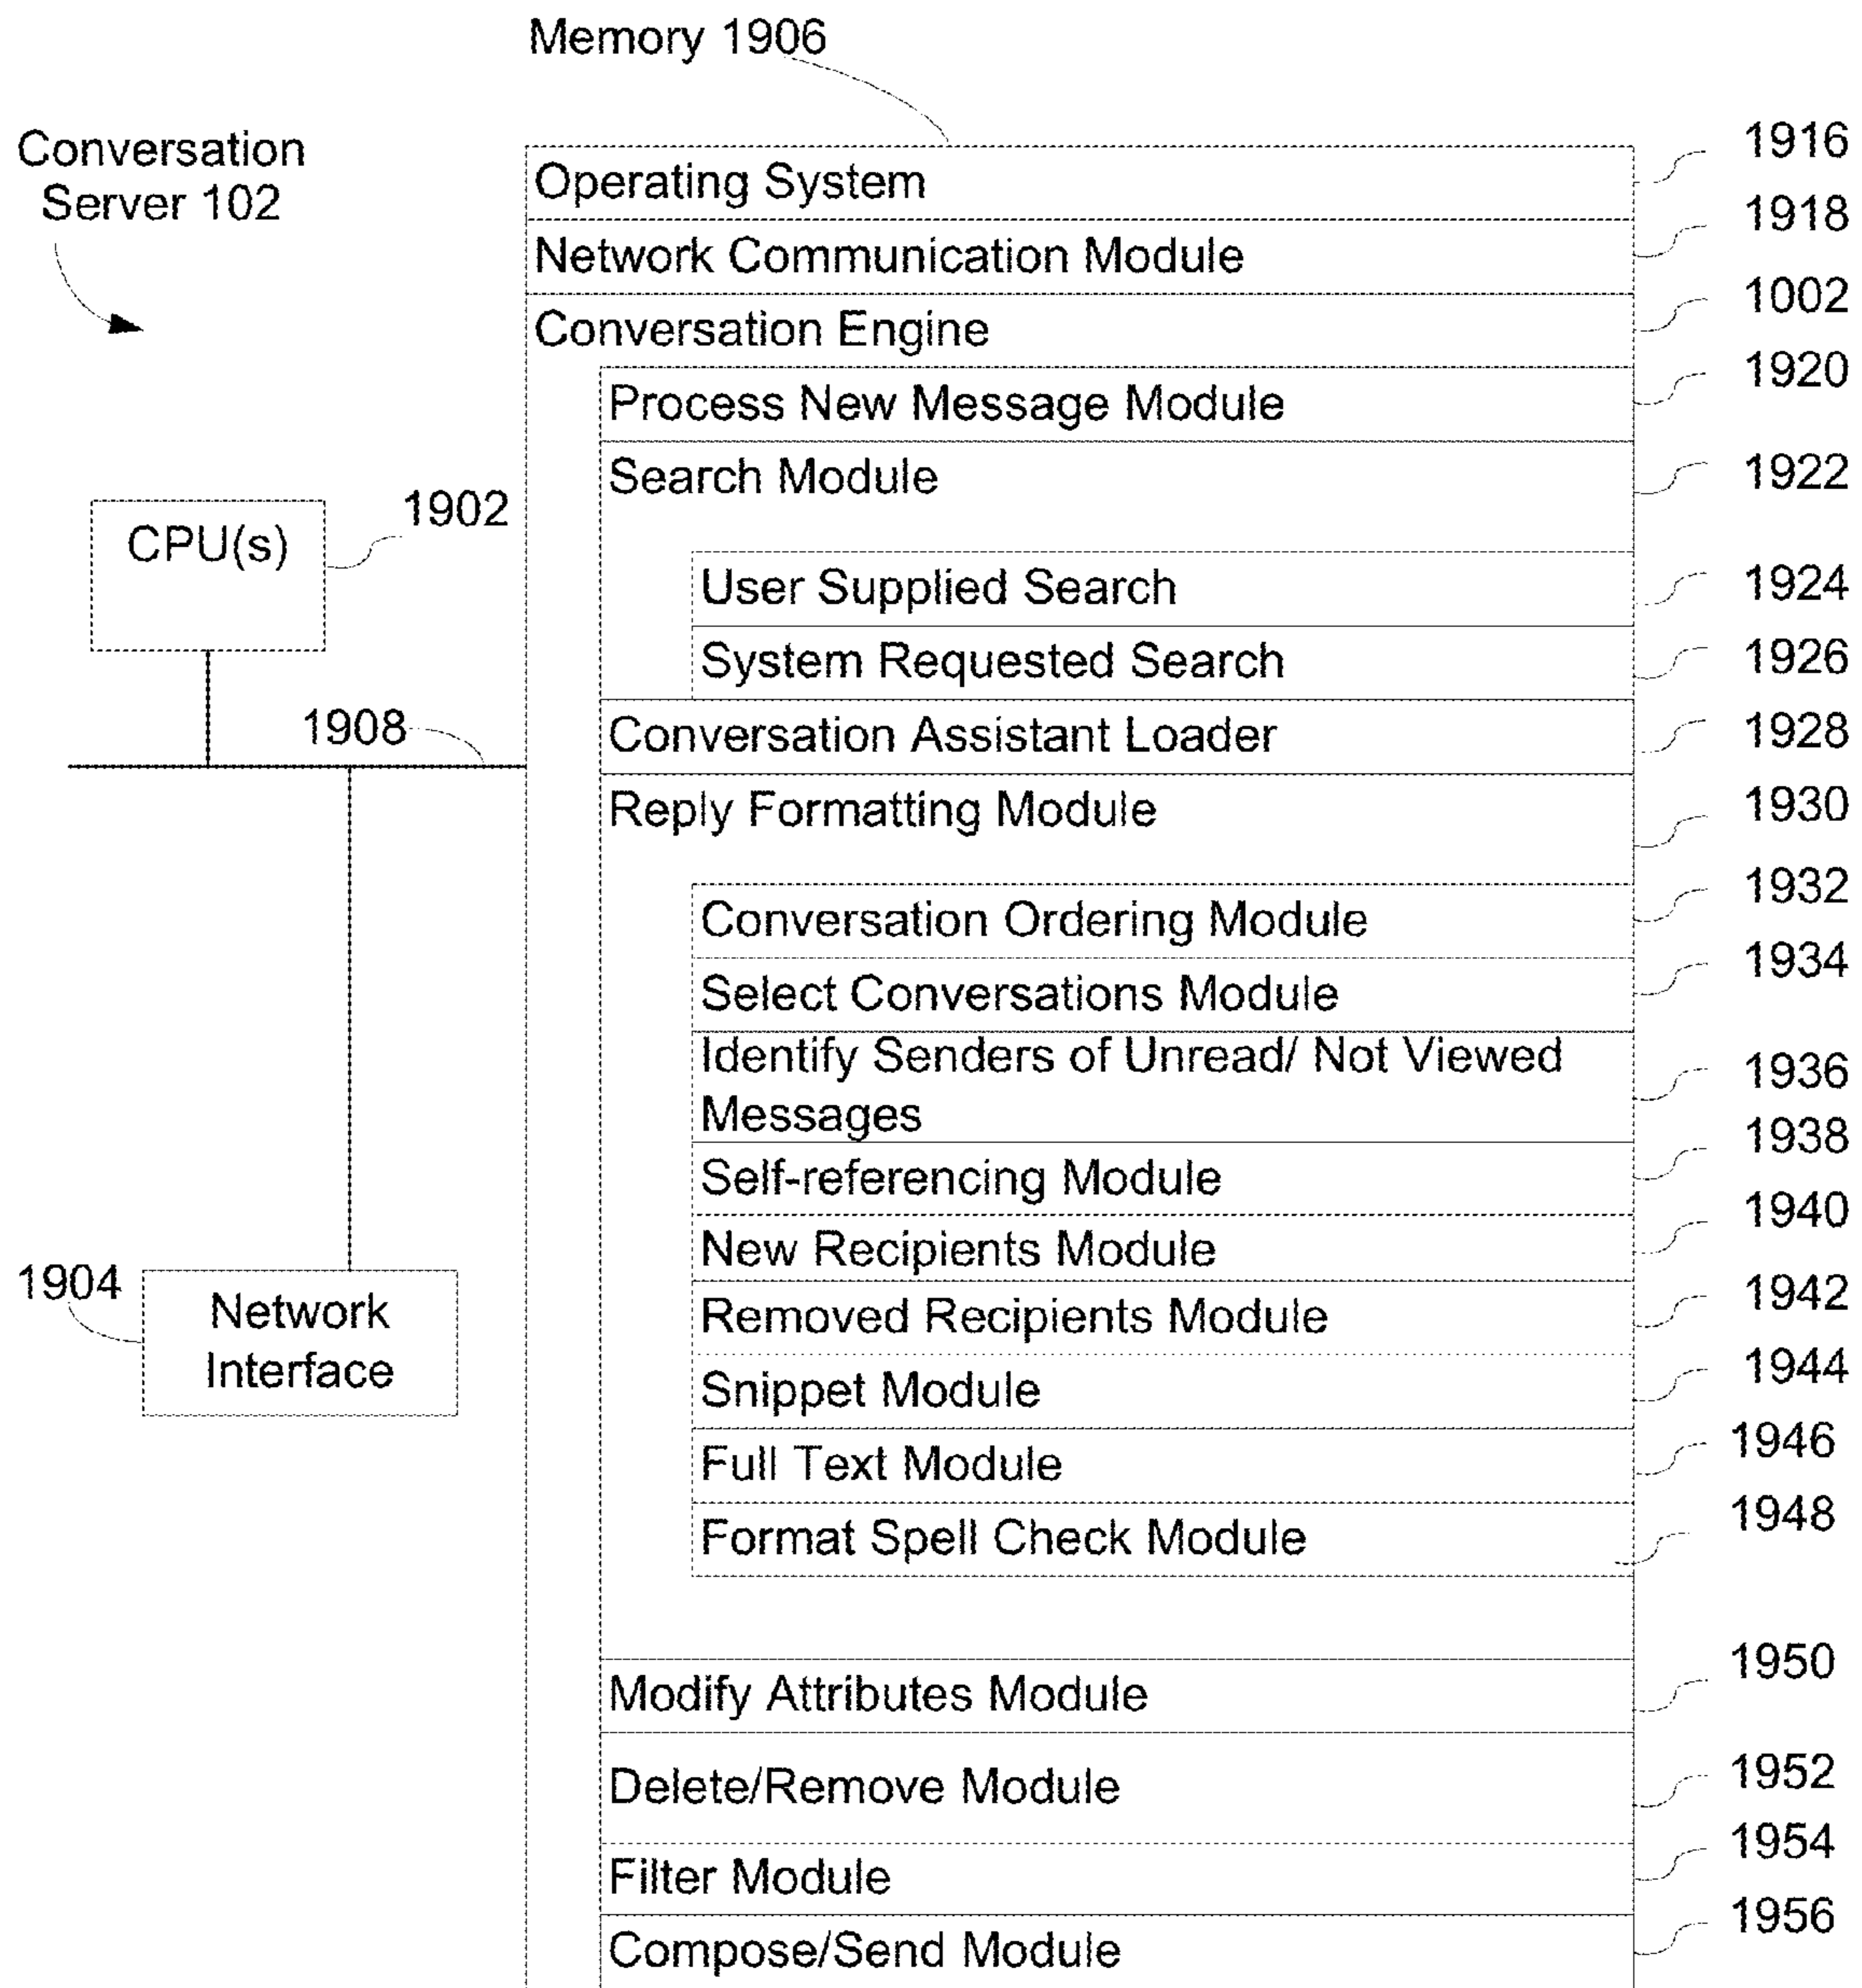 Memory 1906
Conversation
Server 102
Operating System
1916
Network Communication Module
1918
Conversation Engine
1002
Process New Message Module
1920
Search Module
1922
CPU(s)
1902
User Supplied Search
1924
System Requested Search
1926
1908
Conversation Assistant Loader
1928
Reply Formatting Module
1930
Conversation Ordering Module
1932
Select Conversations Module
1934
Identify Senders of Unread/ Not Viewed
Messages
1936
Self-referencing Module
1938
New Recipients Module
1940
1904
Network
Interface
Removed Recipients Module
1942
Snippet Module
1944
Full Text Module
1946
Format Spell Check Module
1948
Modify Attributes Module
1950
Delete/Remove Module
1952
Filter Module
1954
Compose/Send Module
1956